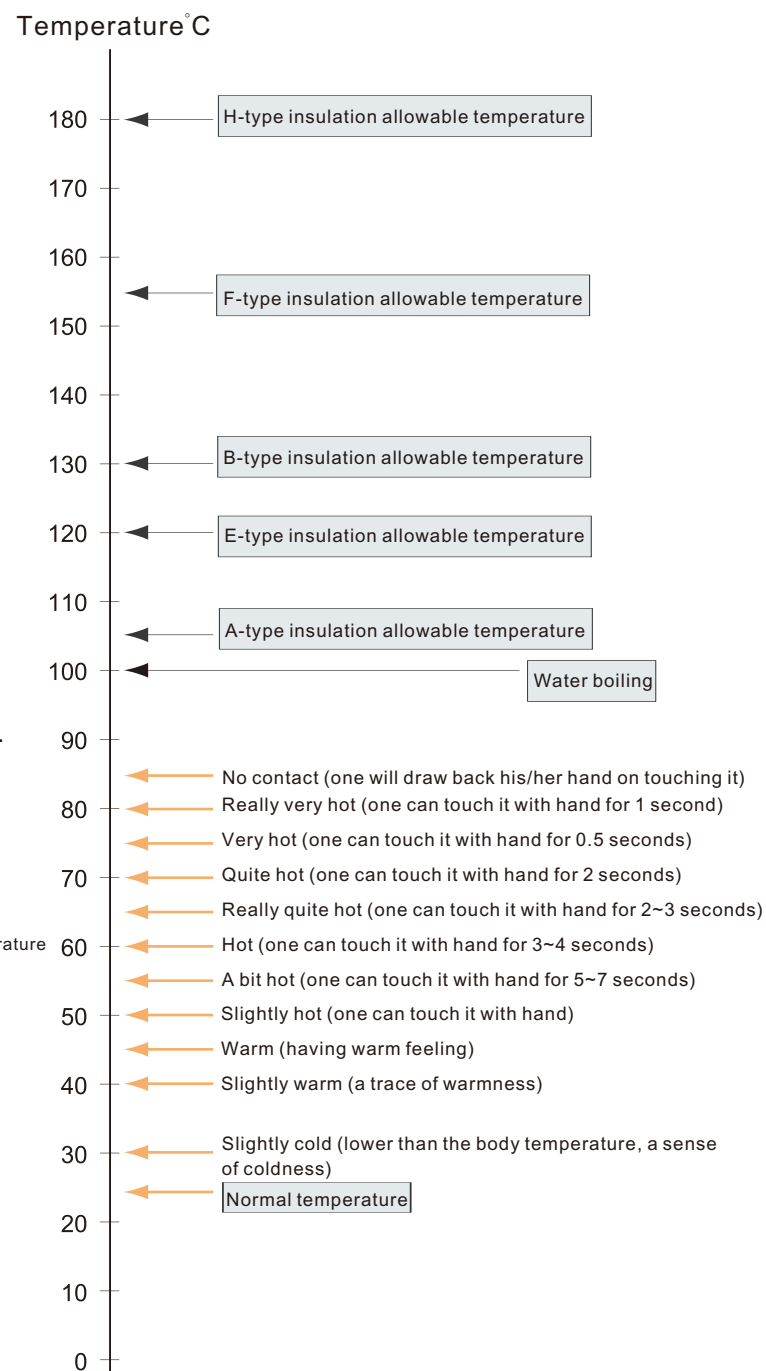 Temperature°C
180
H-type insulation allowable temperature
170
160
F-type insulation allowable temperature
150
140
130
B-type insulation allowable temperature
120
E-type insulation allowable temperature
110
A-type insulation allowable temperature
100
Water boiling
90
No contact (one will draw back his/her hand on touching it)
80
Really very hot (one can touch it with hand for 1 second)
Very hot (one can touch it with hand for 0.5 seconds)
70
Quite hot (one can touch it with hand for 2 seconds)
Really quite hot (one can touch it with hand for 2~3 seconds)
60
Hot (one can touch it with hand for 3~4 seconds)
A bit hot (one can touch it with hand for 5~7 seconds)
50
Slightly hot (one can touch it with hand)
Warm (having warm feeling)
40
Slightly warm (a trace of warmness)
30
Slightly cold (lower than the body temperature, a sense
of coldness)
Normal temperature
20
10
0